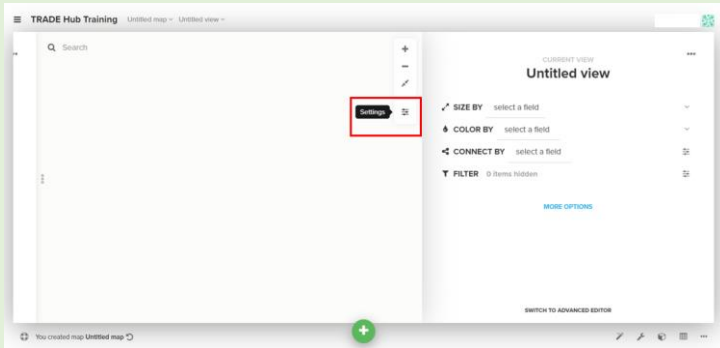 TRADE Hub Training Untitled map Untitled view
Search
Settings
CURRENT VIEW
Untitled view
SIZE BY select a field
COLOR BY select a field
CONNECT BY select a field
FILTER 0 items hidden
MORE OPTIONS
SWITCH TO ADVANCED EDITOR
You created map Untitled map